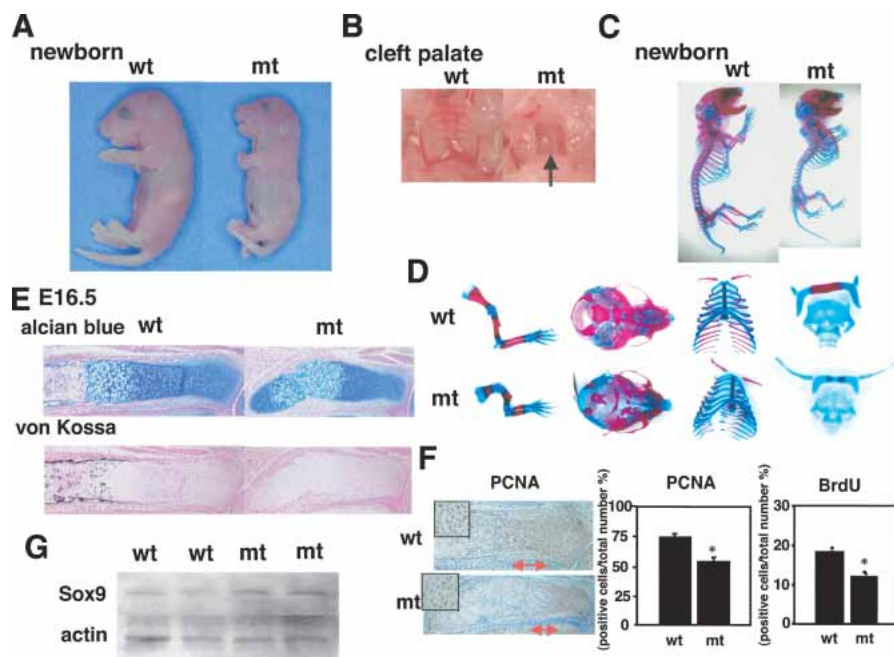 A
newborn
wt
mt
B
cleft palate
wt
mt
C
newborn
wt
mt
D
wt
mt
E E16.5
alcian blue
wt
mt
von Kossa
F
PCNA
wt
mt
PCNA
(positive cells/total number %)
100
75
50
25
0
*
wt
mt
BrdU
(positive cells/total number %)
30
20
10
0
*
wt
mt
G
wt wt mt mt
Sox9
actin